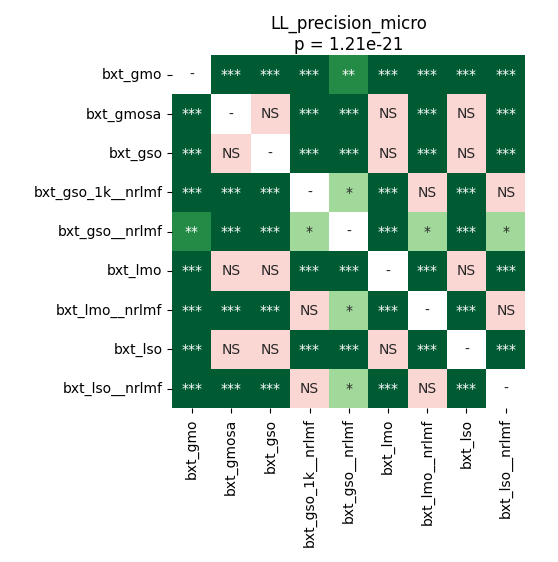 LL_precision_micro
p = 1.21e-21
bxt_gmo - *** *** *** ** *** *** *** ***
bxt_gmosa *** - NS *** *** NS *** NS ***
bxt_gso *** NS - *** *** NS *** NS ***
bxt_gso_1k__nrlmf *** *** *** - * *** NS *** NS
bxt_gso__nrlmf ** *** *** * - *** * *** *
bxt_lmo *** NS NS *** *** - *** NS ***
bxt_lmo__nrlmf *** *** *** NS * *** - *** NS
bxt_lso *** NS NS *** *** NS *** - ***
bxt_lso__nrlmf *** *** *** NS * *** NS *** -
bxt_gmo
bxt_gmosa
bxt_gso
bxt_gso_1k__nrlmf
bxt_gso__nrlmf
bxt_lmo
bxt_lmo__nrlmf
bxt_lso
bxt_lso__nrlmf